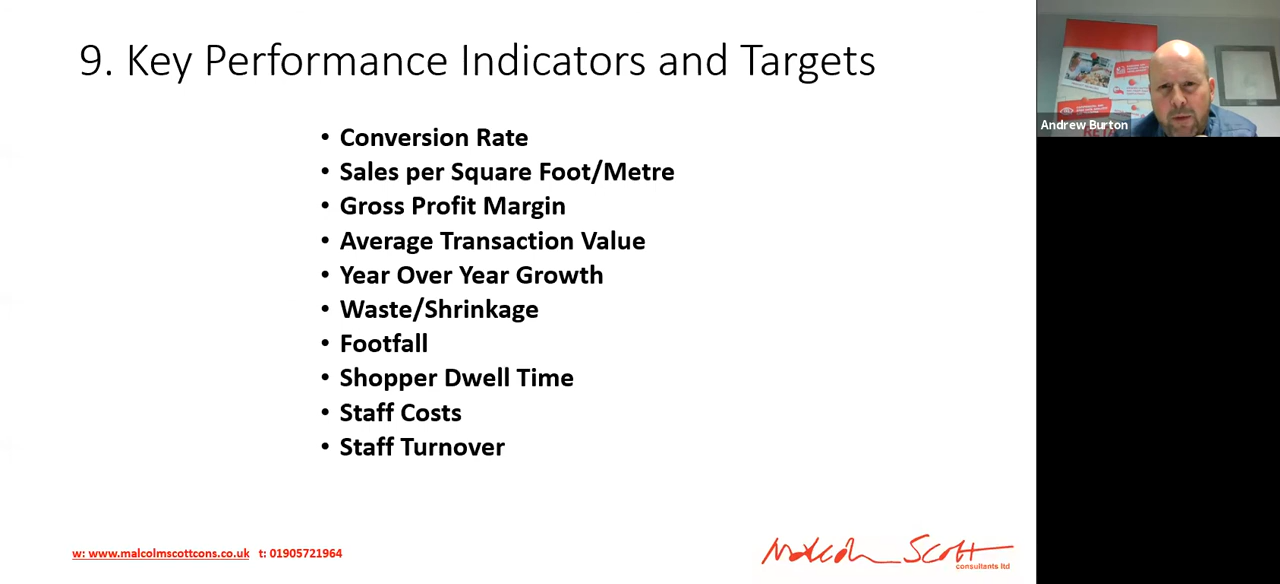 9. Key Performance Indicators and Targets
• Conversion Rate
• Sales per Square Foot/Metre
• Gross Profit Margin
• Average Transaction Value
• Year Over Year Growth
• Waste/Shrinkage
• Footfall
• Shopper Dwell Time
• Staff Costs
• Staff Turnover
w: www.malcolmscottcons.co.uk t: 01905721964
Malcolm Scott
consultants ltd
Andrew Burton